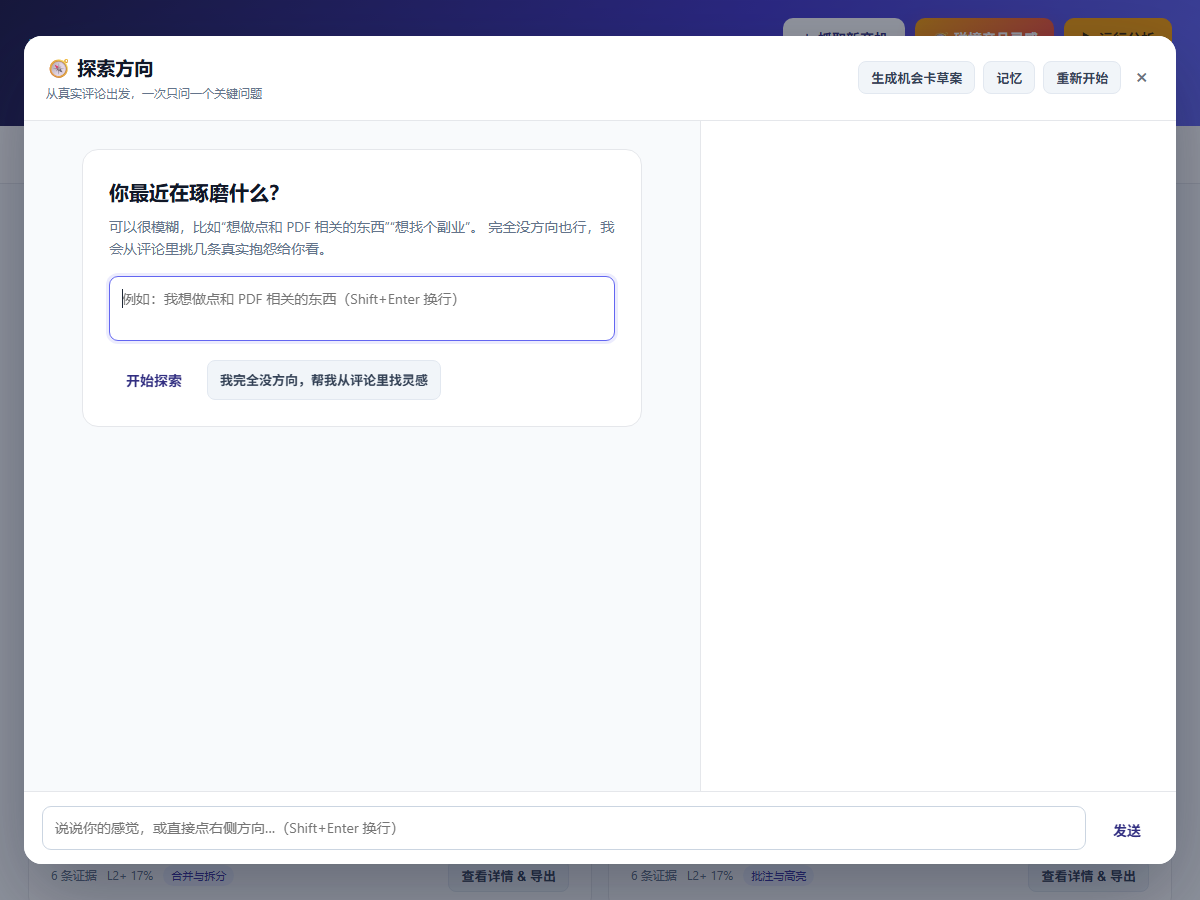 探索方向
从真实评论出发，一次只问一个关键问题
生成机会卡草案
记忆
重新开始
×
你最近在琢磨什么？
可以很模糊，比如“想做点和 PDF 相关的东西”“想找个副业”。 完全没方向也行，我
会从评论里挑几条真实抱怨给你看。
例如：我想做点和 PDF 相关的东西（Shift+Enter 换行）
开始探索
我完全没方向，帮我从评论里找灵感
说说你的感觉，或直接点右侧方向...（Shift+Enter 换行）
发送
6 条证据 L2+ 17% 合并与拆分
查看详情 & 导出
6 条证据 L2+ 17% 批注与高亮
查看详情 & 导出